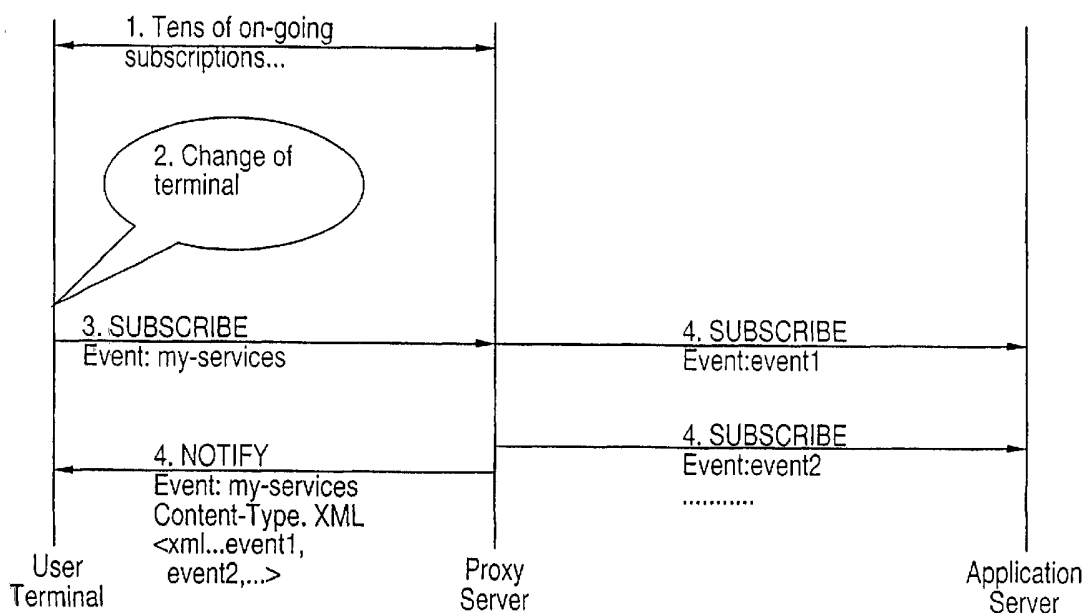 1. Tens of on-going
subscriptions...
2. Change of
terminal
3. SUBSCRIBE
Event: my-services
4. SUBSCRIBE
Event:event1
4. SUBSCRIBE
Event:event2
...........
4. NOTIFY
Event: my-services
Content-Type. XML
<xml...event1,
event2,...>
User
Terminal
Proxy
Server
Application
Server